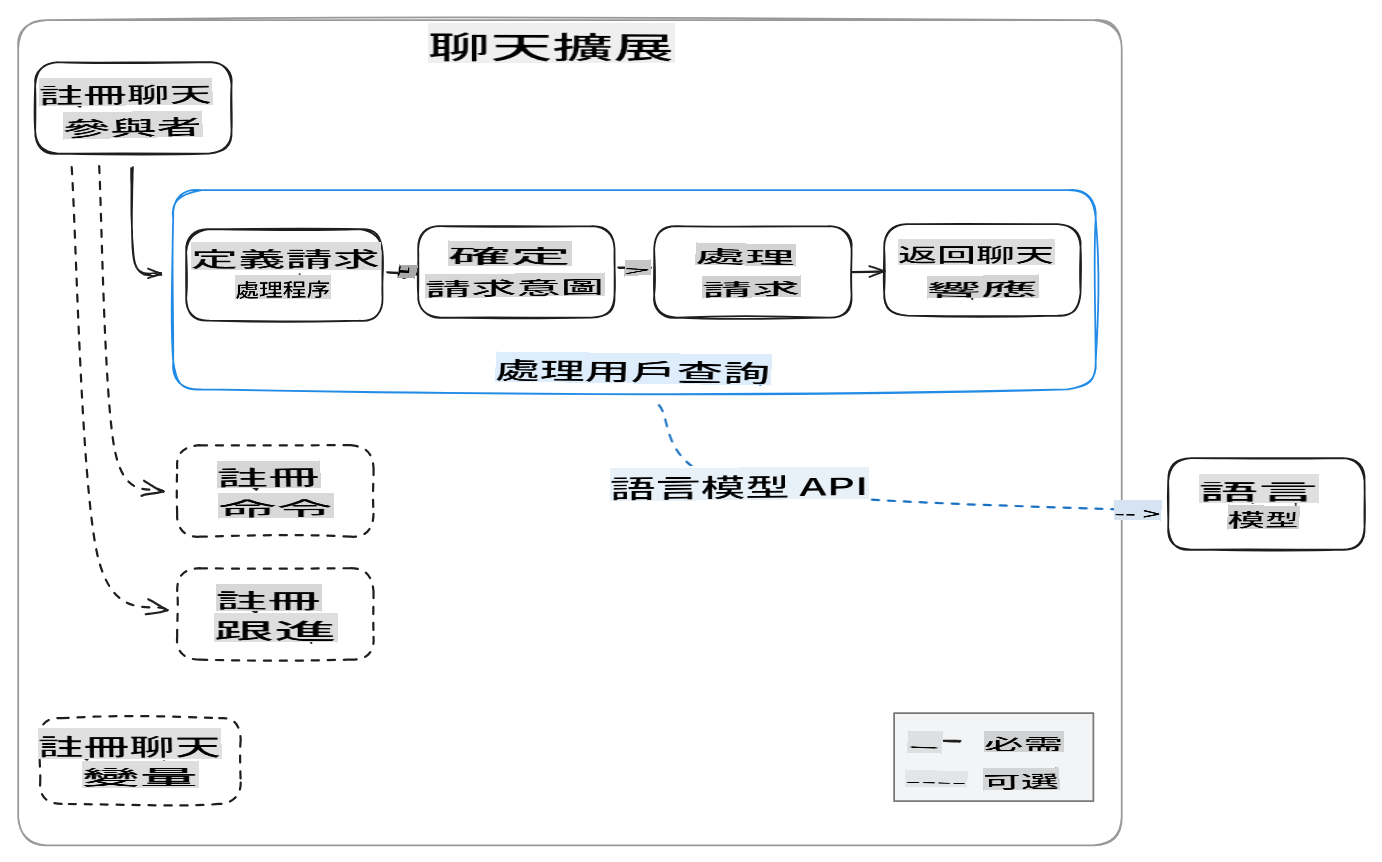 聊天擴展
註冊聊天
參與者
定義請求
處理程序
確定
請求意圖
處理
請求
返回聊天
響應
處理用戶查詢
註冊
命令
語言模型 API
語言
模型
註冊
跟進
註冊聊天
變量
必需
可選